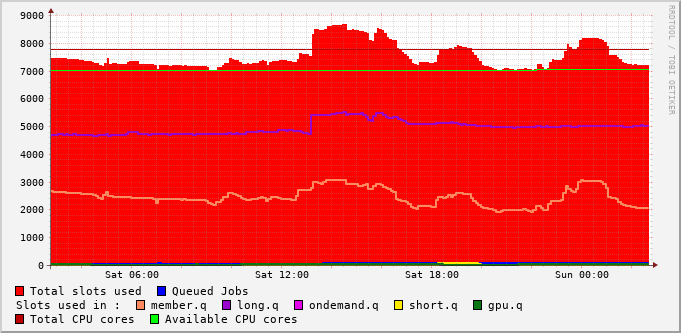 9000
8000
7000
6000
5000
4000
3000
2000
1000
0
Sat 06:00 Sat 12:00 Sat 18:00 Sun 00:00
RRDTOOL / TOBI OETIKER
Total slots used Queued Jobs
Slots used in : member.q long.q ondemand.q short.q gpu.q
Total CPU cores Available CPU cores